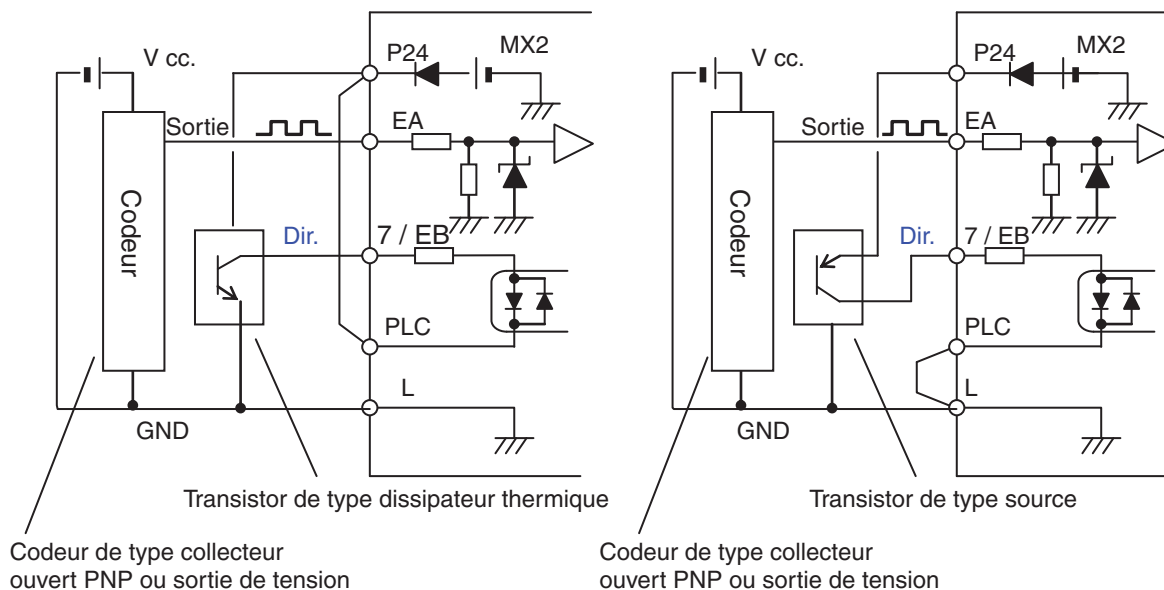 V cc.
P24
MX2
Sortie
EA
Codeur
Dir.
7 / EB
PLC
L
GND
Transistor de type dissipateur thermique
Codeur de type collecteur
ouvert PNP ou sortie de tension
V cc.
P24
MX2
Sortie
EA
Codeur
Dir.
7 / EB
PLC
L
GND
Transistor de type source
Codeur de type collecteur
ouvert PNP ou sortie de tension